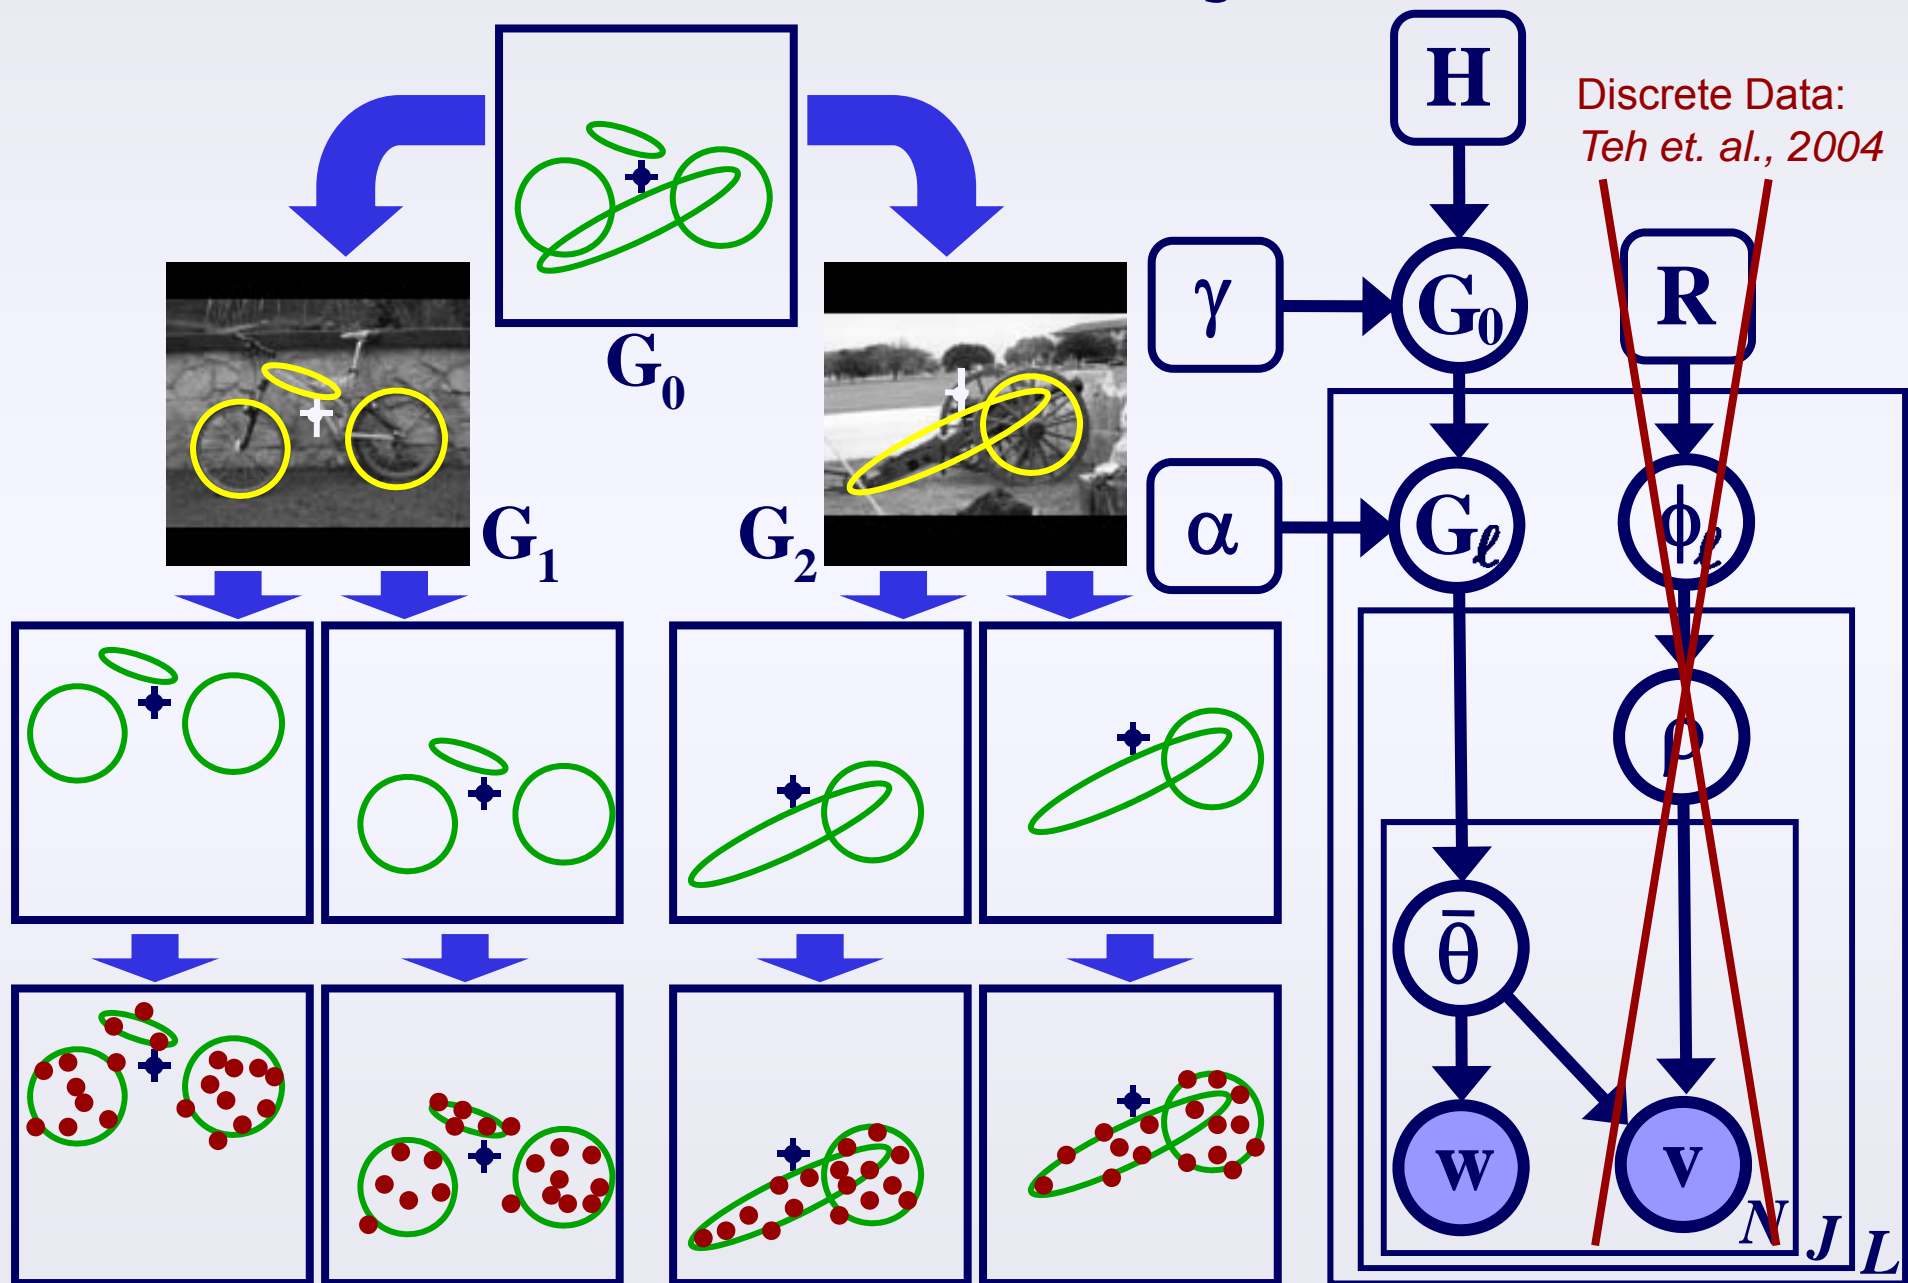 H
Discrete Data:
Teh et. al., 2004
γ
G₀
R
G₀
α
G₁
G₂
Gℓ
ϕℓ
ρ
θ̄
w
v
N
J
L